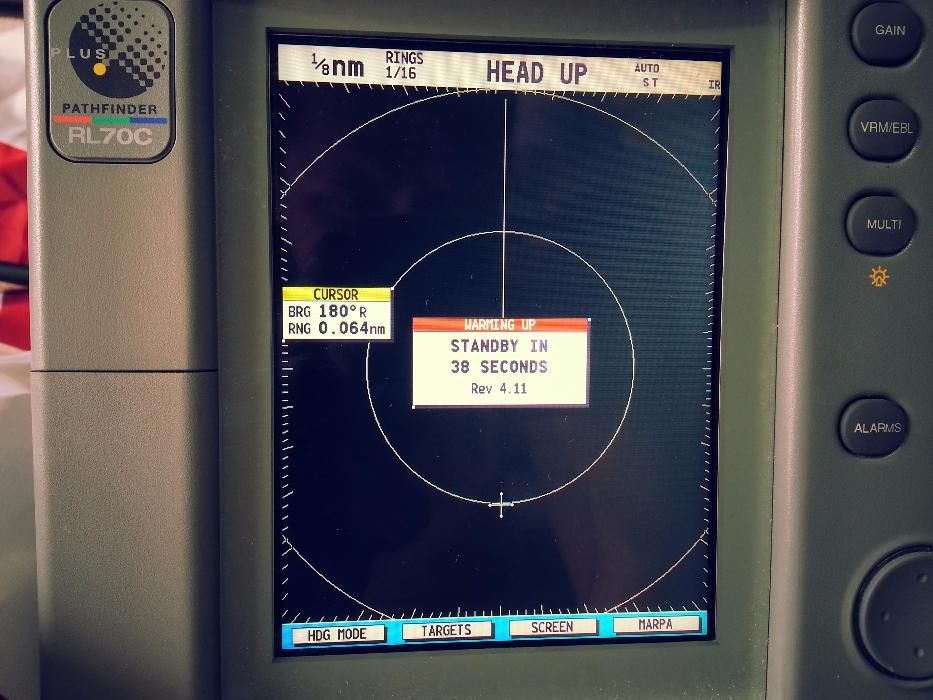 PLUS
PATHFINDER
RL70C
1/8nm
RINGS
1/16
HEAD UP
AUTO
ST
IR
CURSOR
BRG 180°R
RNG 0.064nm
WARMING UP
STANDBY IN
38 SECONDS
Rev 4.11
HDG MODE
TARGETS
SCREEN
MARPA
GAIN
VRM/EBL
MULTI
ALARMS